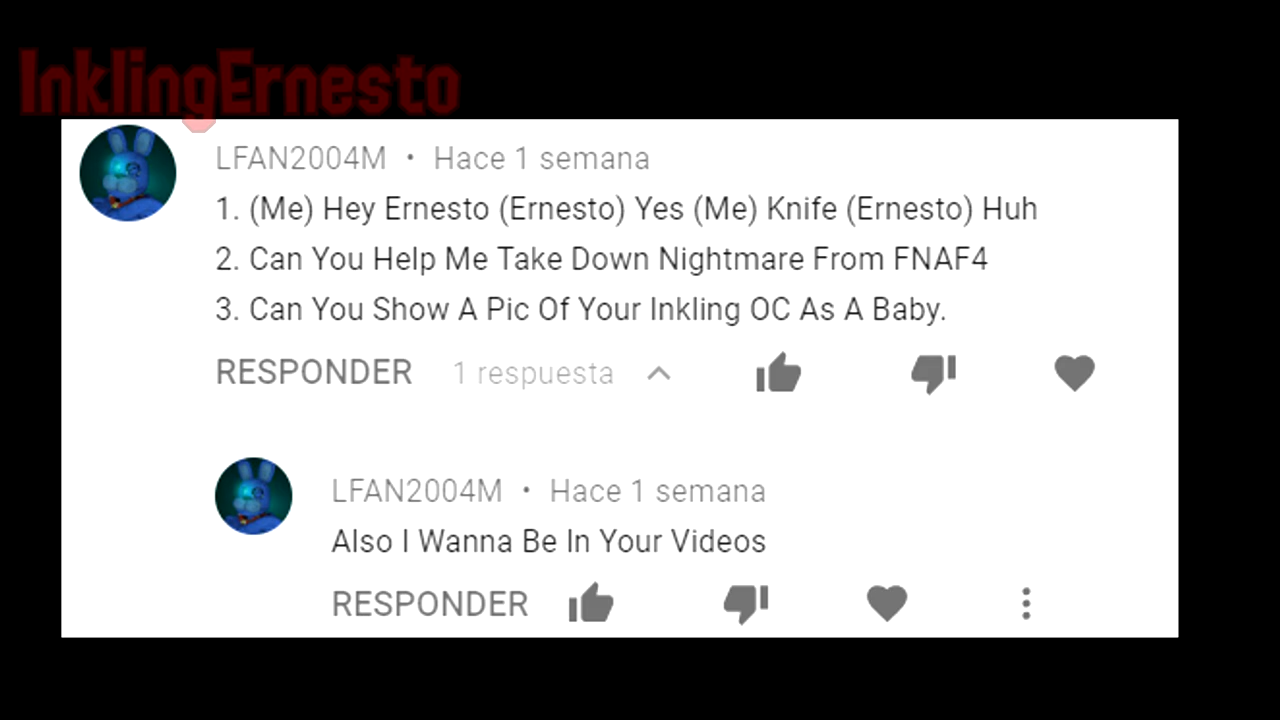 InklingErnesto
LFAN2004M • Hace 1 semana
1. (Me) Hey Ernesto (Ernesto) Yes (Me) Knife (Ernesto) Huh
2. Can You Help Me Take Down Nightmare From FNAF4
3. Can You Show A Pic Of Your Inkling OC As A Baby.
RESPONDER 1 respuesta
LFAN2004M • Hace 1 semana
Also I Wanna Be In Your Videos
RESPONDER